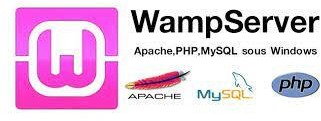 WampServer
Apache,PHP,MySQL sous Windows
W
APACHE
MySQL
php